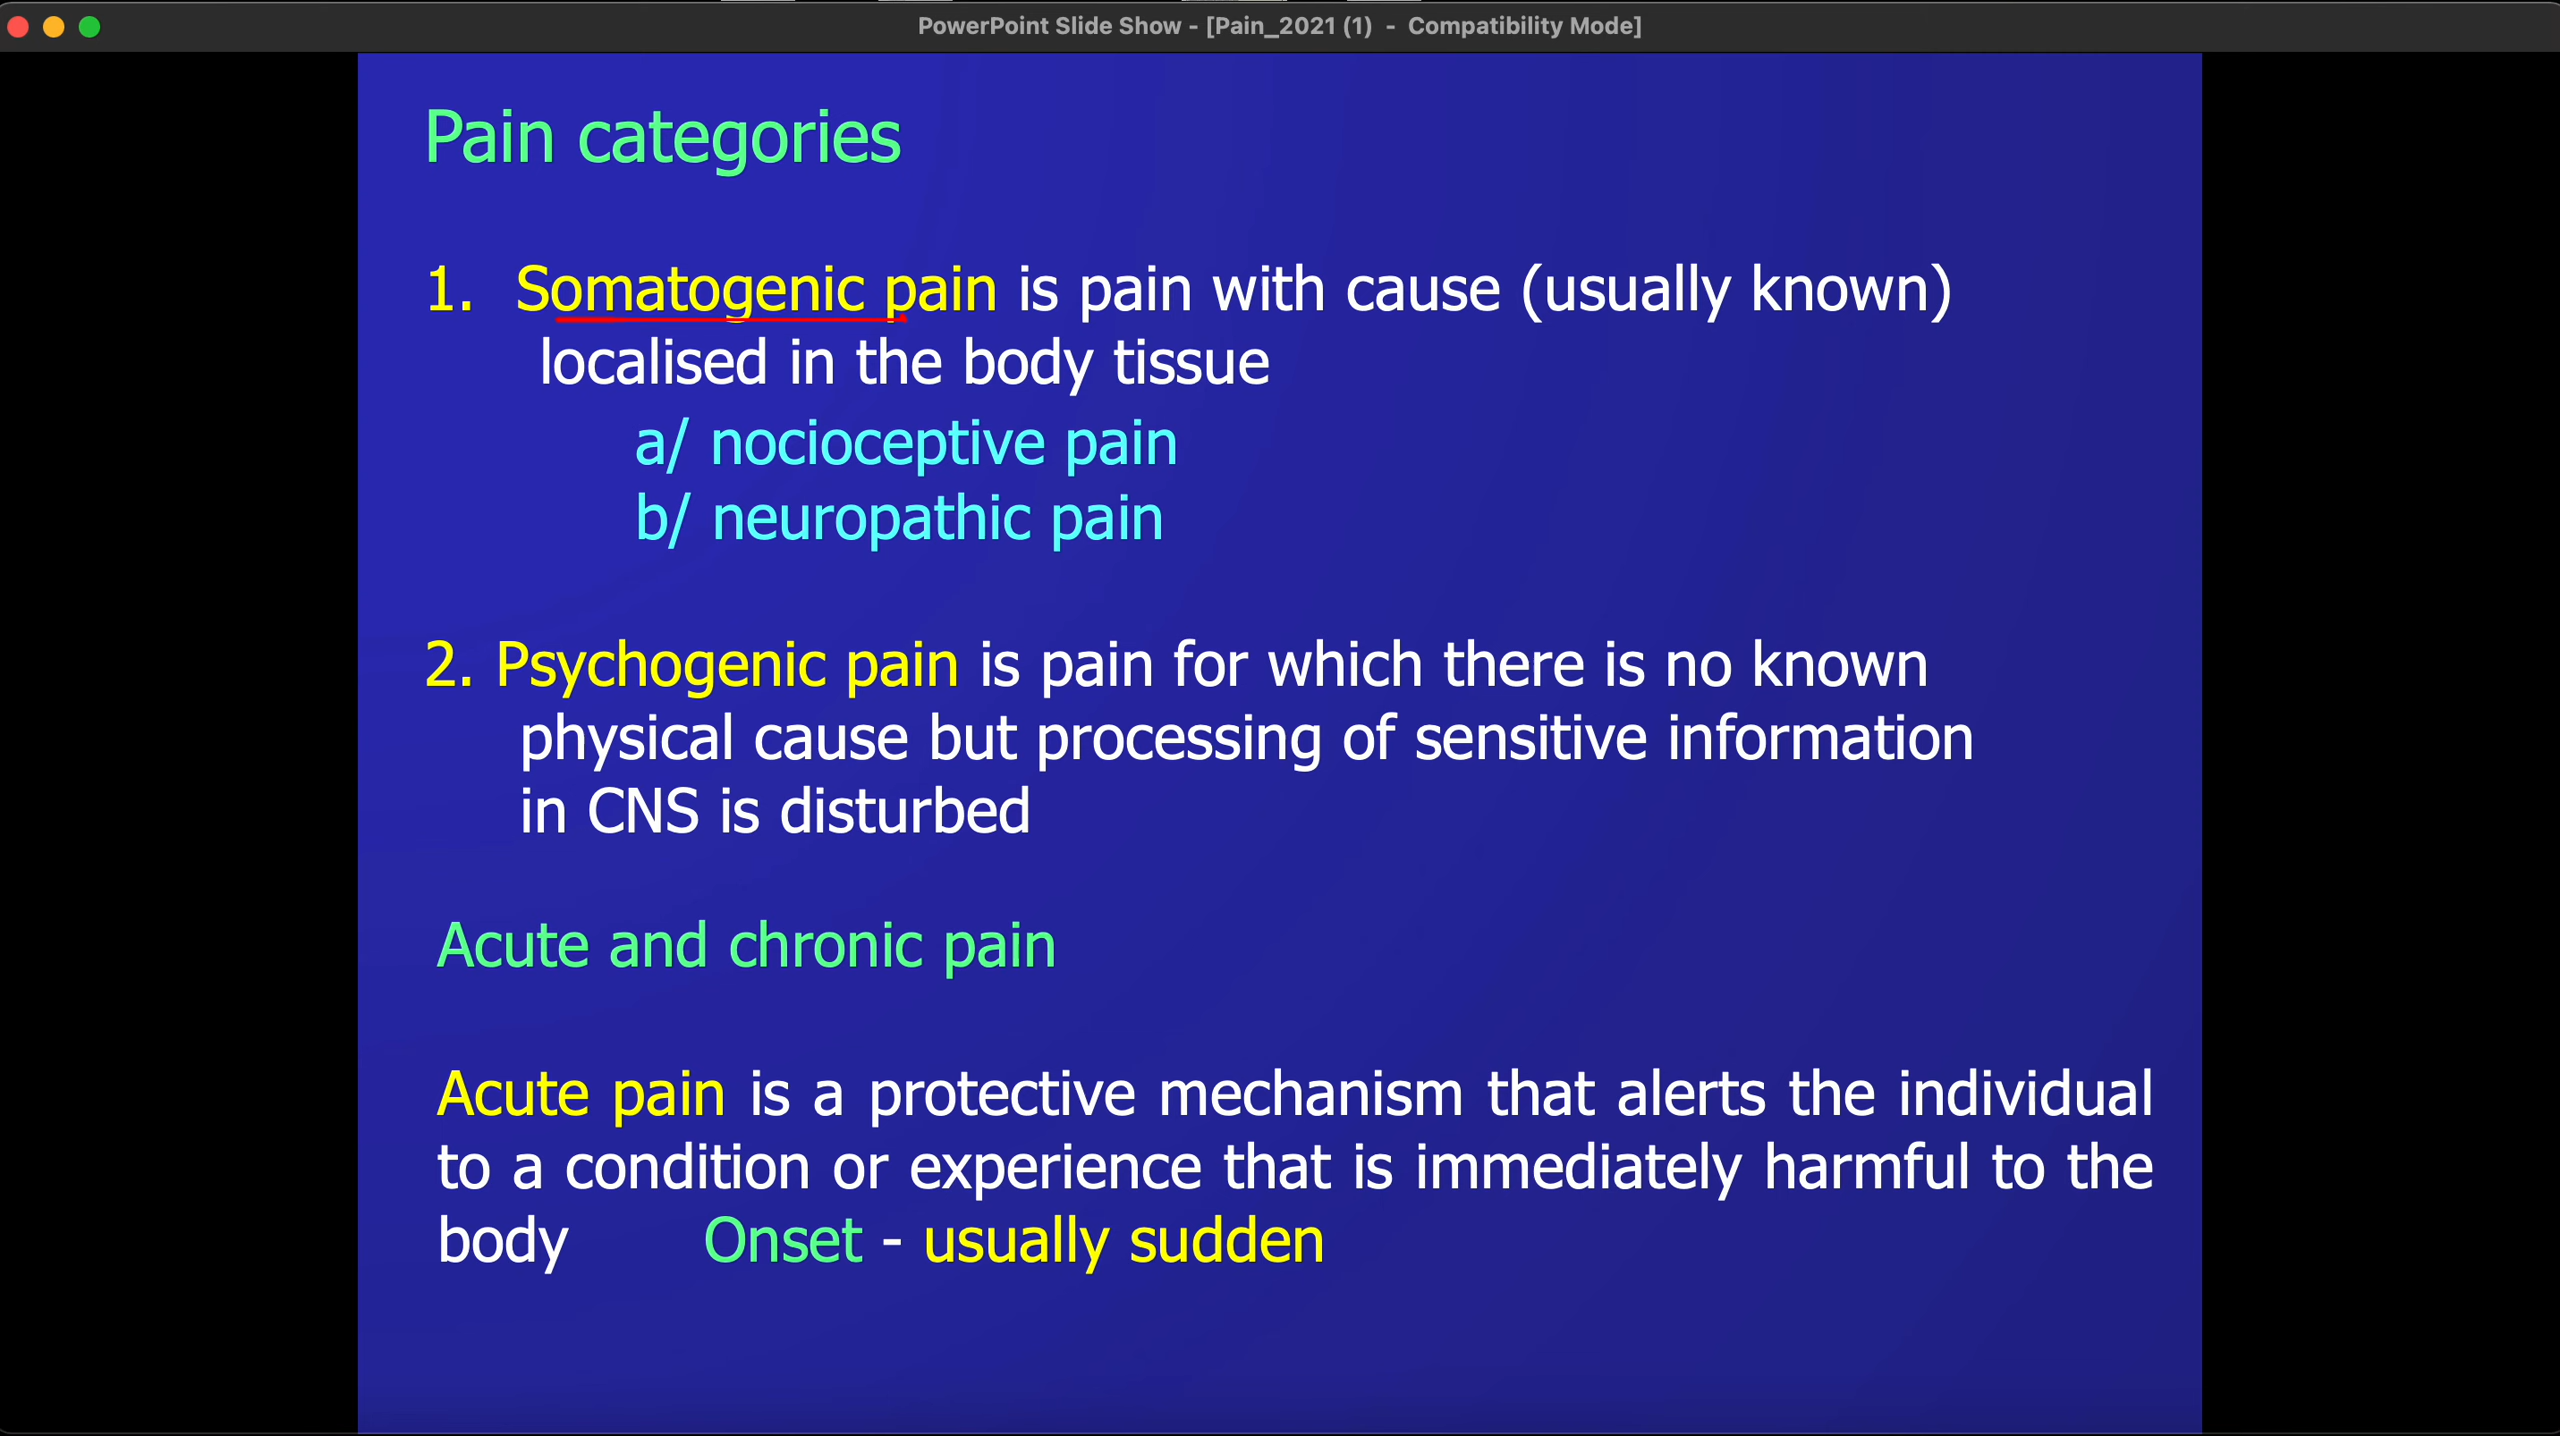 PowerPoint Slide Show - [Pain_2021 (1) - Compatibility Mode]
Pain categories
1. Somatogenic pain is pain with cause (usually known)
localised in the body tissue
a/ nocioceptive pain
b/ neuropathic pain
2. Psychogenic pain is pain for which there is no known
physical cause but processing of sensitive information
in CNS is disturbed
Acute and chronic pain
Acute pain is a protective mechanism that alerts the individual
to a condition or experience that is immediately harmful to the
body Onset - usually sudden